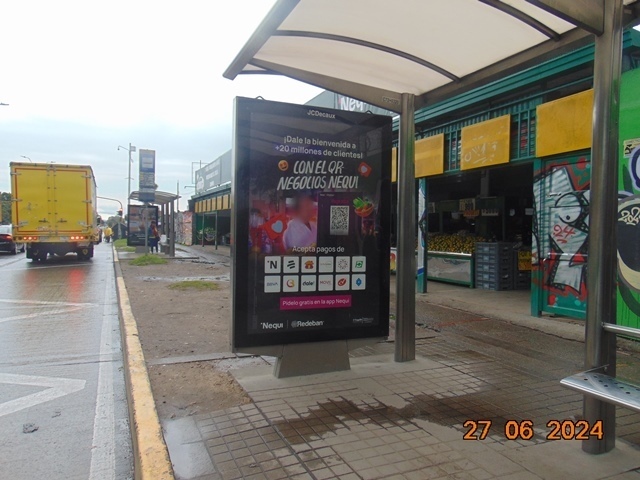 JCDecaux
¡Dale la bienvenida a
+20 millones de clientes!
CON EL QR
NEGOCIOS NEQUI
Acepta pagos de
Pídelo gratis en la app Nequi
Nequi Redeban
27 06 2024